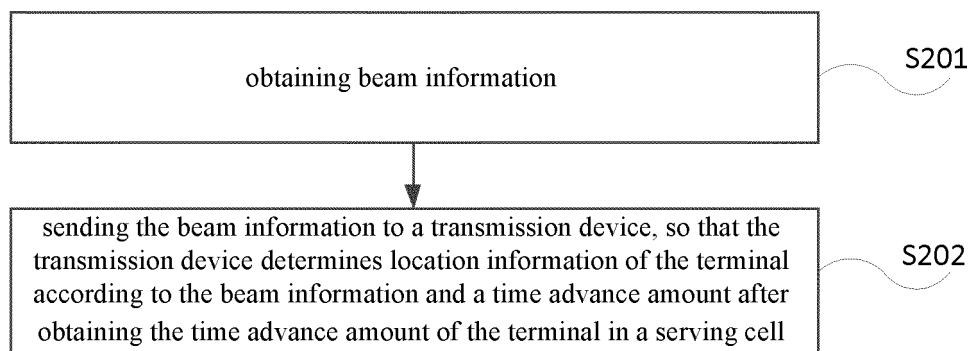 obtaining beam information
S201
sending the beam information to a transmission device, so that the
transmission device determines location information of the terminal
according to the beam information and a time advance amount after
obtaining the time advance amount of the terminal in a serving cell
S202